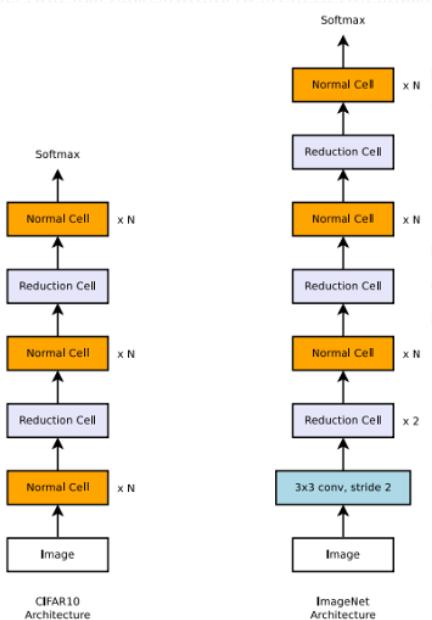 Softmax
Normal Cell x N
Reduction Cell
Normal Cell x N
Reduction Cell
Normal Cell x N
Image
CIFAR10
Architecture
Softmax
Normal Cell x N
Reduction Cell
Normal Cell x N
Reduction Cell
Normal Cell x N
Reduction Cell x 2
3x3 conv, stride 2
Image
ImageNet
Architecture